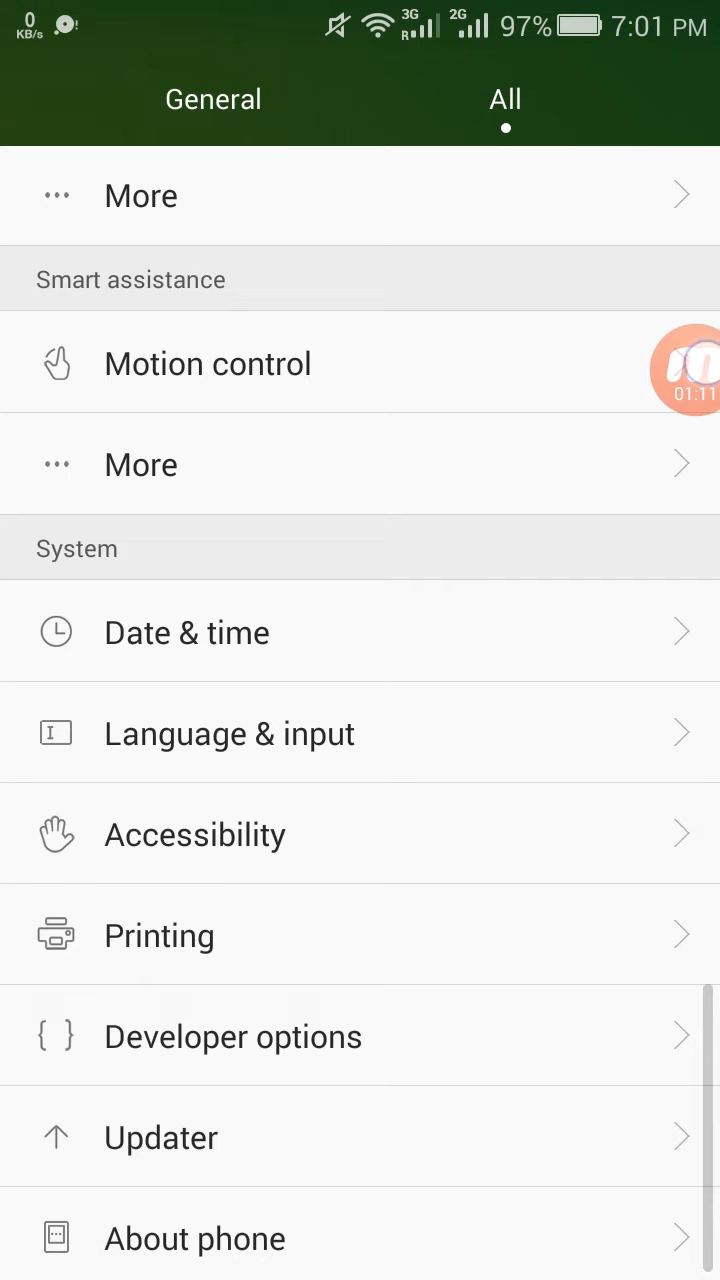 0 KB/s 3G R 2G 97% 7:01 PM
General All
More
Smart assistance
Motion control
01:11
More
System
Date & time
Language & input
Accessibility
Printing
Developer options
Updater
About phone